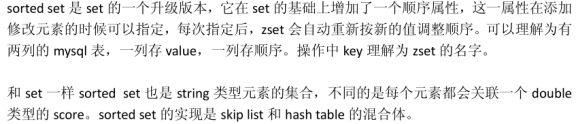 sorted set 是 set 的一个升级版本，它在 set 的基础上增加了一个顺序属性，这一属性在添加
修改元素的时候可以指定，每次指定后，zset 会自动重新按新的值调整顺序。可以理解为有
两列的 mysql 表，一列存 value，一列存顺序。操作中 key 理解为 zset 的名字。
和 set 一样 sorted set 也是 string 类型元素的集合，不同的是每个元素都会关联一个 double
类型的 score。sorted set 的实现是 skip list 和 hash table 的混合体。